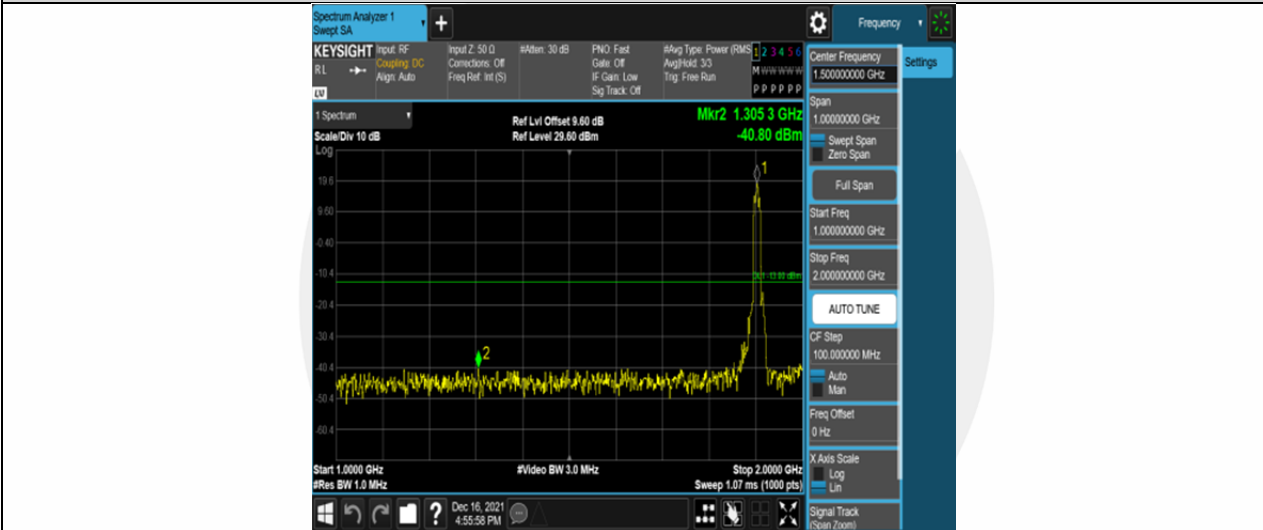 Spectrum Analyzer 1
Swept SA
+
Frequency
KEYSIGHT
RL
LV
Input: RF
Coupling: DC
Align: Auto
Input Z: 50 Ω
Corrections: Off
Freq Ref: Int (S)
#Atten: 30 dB
PNO: Fast
Gate: Off
IF Gain: Low
Sig Track: Off
#Avg Type: Power (RMS
Avg|Hold: 3/3
Trig: Free Run
1 2 3 4 5 6
M W W W W W
P P P P P P
1 Spectrum
Scale/Div 10 dB
Log
Ref Lvl Offset 9.60 dB
Ref Level 29.60 dBm
Mkr2 1.305 3 GHz
-40.80 dBm
1
19.6
9.60
-0.40
-10.4
DL1 -13.00 dBm
-20.4
-30.4
2
-40.4
-50.4
-60.4
Start 1.0000 GHz
#Res BW 1.0 MHz
#Video BW 3.0 MHz
Stop 2.0000 GHz
Sweep 1.07 ms (1000 pts)
?
Dec 16, 2021
4:55:58 PM
Center Frequency
1.500000000 GHz
Span
1.00000000 GHz
Swept Span
Zero Span
Full Span
Start Freq
1.000000000 GHz
Stop Freq
2.000000000 GHz
AUTO TUNE
CF Step
100.000000 MHz
Auto
Man
Freq Offset
0 Hz
X Axis Scale
Log
Lin
Signal Track
(Span Zoom)
Settings